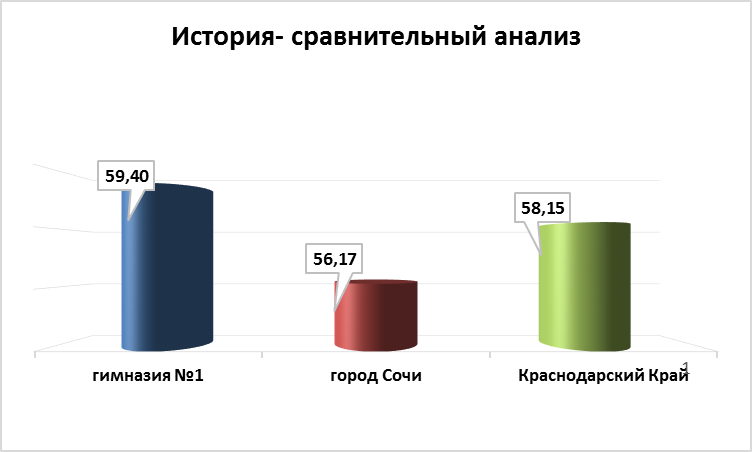 История- сравнительный анализ
59,40
56,17
58,15
гимназия №1
город Сочи
Краснодарский Край
1